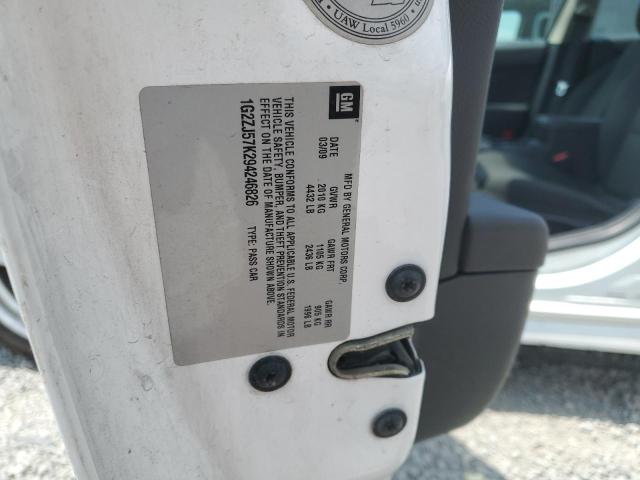 UAW Local 5960
GM
MFD BY GENERAL MOTORS CORP.
DATE GVWR GAWR FRT GAWR RR
03/09 2010 KG 1105 KG 905 KG
4432 LB 2436 LB 1996 LB
THIS VEHICLE CONFORMS TO ALL APPLICABLE U.S. FEDERAL MOTOR
VEHICLE SAFETY, BUMPER, AND THEFT PREVENTION STANDARDS IN
EFFECT ON THE DATE OF MANUFACTURE SHOWN ABOVE.
1G2ZJ57K294246826 TYPE: PASS CAR